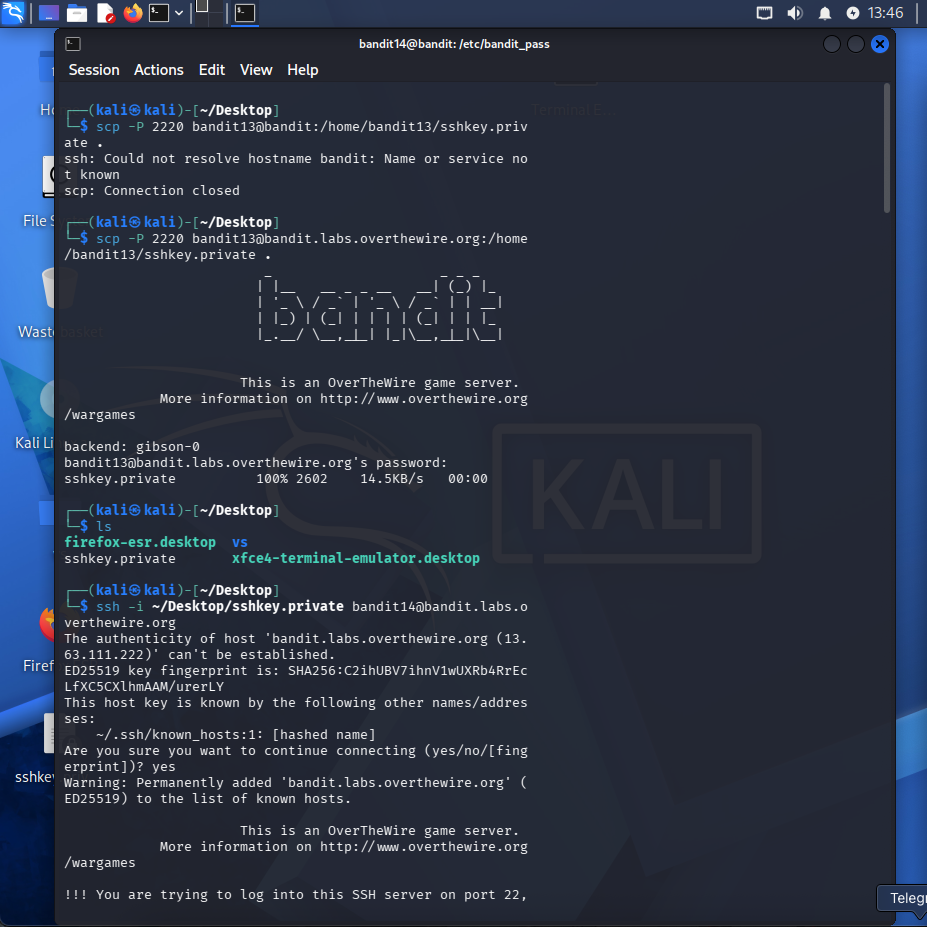 13:46
bandit14@bandit: /etc/bandit_pass
Session Actions Edit View Help
┌──(kali㉿kali)-[~/Desktop]
└─$ scp -P 2220 bandit13@bandit:/home/bandit13/sshkey.priv
ate .
ssh: Could not resolve hostname bandit: Name or service no
t known
scp: Connection closed
┌──(kali㉿kali)-[~/Desktop]
└─$ scp -P 2220 bandit13@bandit.labs.overthewire.org:/home
/bandit13/sshkey.private .
bandit
This is an OverTheWire game server.
More information on http://www.overthewire.org
/wargames
backend: gibson-0
bandit13@bandit.labs.overthewire.org's password:
sshkey.private 100% 2602 14.5KB/s 00:00
┌──(kali㉿kali)-[~/Desktop]
└─$ ls
firefox-esr.desktop vs
sshkey.private xfce4-terminal-emulator.desktop
┌──(kali㉿kali)-[~/Desktop]
└─$ ssh -i ~/Desktop/sshkey.private bandit14@bandit.labs.o
verthewire.org
The authenticity of host 'bandit.labs.overthewire.org (13.
63.111.222)' can't be established.
ED25519 key fingerprint is: SHA256:C2ihUBV7ihnV1wUXRb4RrEc
LfXC5CXlhmAAM/urerLY
This host key is known by the following other names/addres
ses:
~/.ssh/known_hosts:1: [hashed name]
Are you sure you want to continue connecting (yes/no/[fing
erprint])? yes
Warning: Permanently added 'bandit.labs.overthewire.org' (
ED25519) to the list of known hosts.
This is an OverTheWire game server.
More information on http://www.overthewire.org
/wargames
!!! You are trying to log into this SSH server on port 22,
KALI
Ho
File S
Wastebasket
Kali Li
Firef
sshke
Terminal E...
Telegr